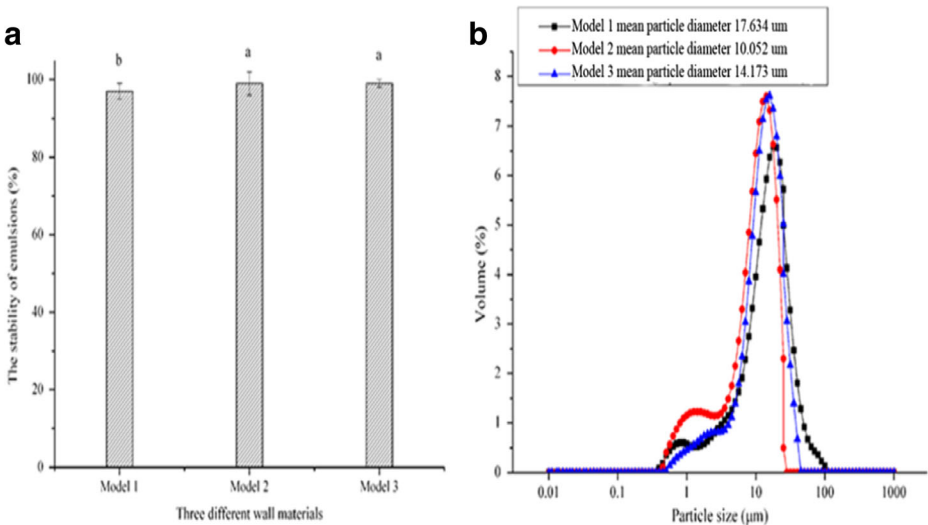 a
b
a
a
100
80
60
40
20
0
The stability of emulsions (%)
Model 1
Model 2
Model 3
Three different wall materials
b
Model 1 mean particle diameter 17.634 um
Model 2 mean particle diameter 10.052 um
Model 3 mean particle diameter 14.173 um
8
7
6
5
4
3
2
1
0
Volume (%)
0.01
0.1
1
10
100
1000
Particle size (μm)